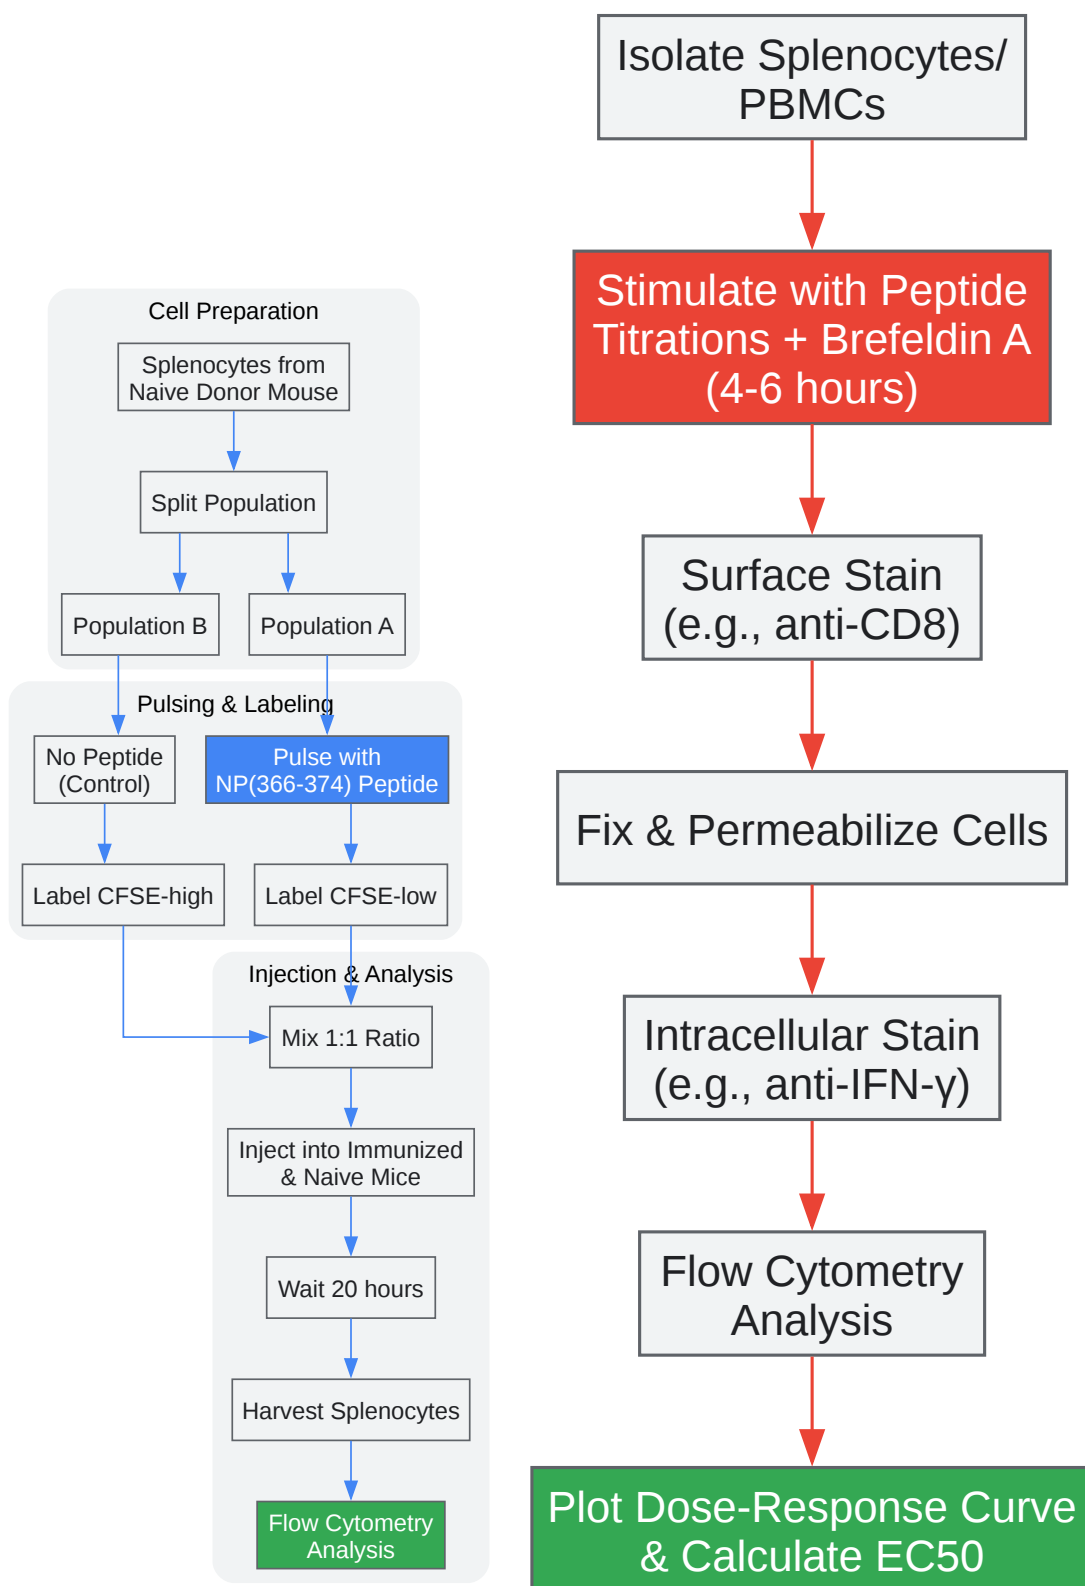 Cell Preparation
Splenocytes from
Naive Donor Mouse
Split Population
Population B
Population A
Pulsing & Labeling
No Peptide
(Control)
Pulse with
NP(366-374) Peptide
Label CFSE-high
Label CFSE-low
Injection & Analysis
Mix 1:1 Ratio
Inject into Immunized
& Naive Mice
Wait 20 hours
Harvest Splenocytes
Flow Cytometry
Analysis
Isolate Splenocytes/
PBMCs
Stimulate with Peptide
Titrations + Brefeldin A
(4-6 hours)
Surface Stain
(e.g., anti-CD8)
Fix & Permeabilize Cells
Intracellular Stain
(e.g., anti-IFN-γ)
Flow Cytometry
Analysis
Plot Dose-Response Curve
& Calculate EC50